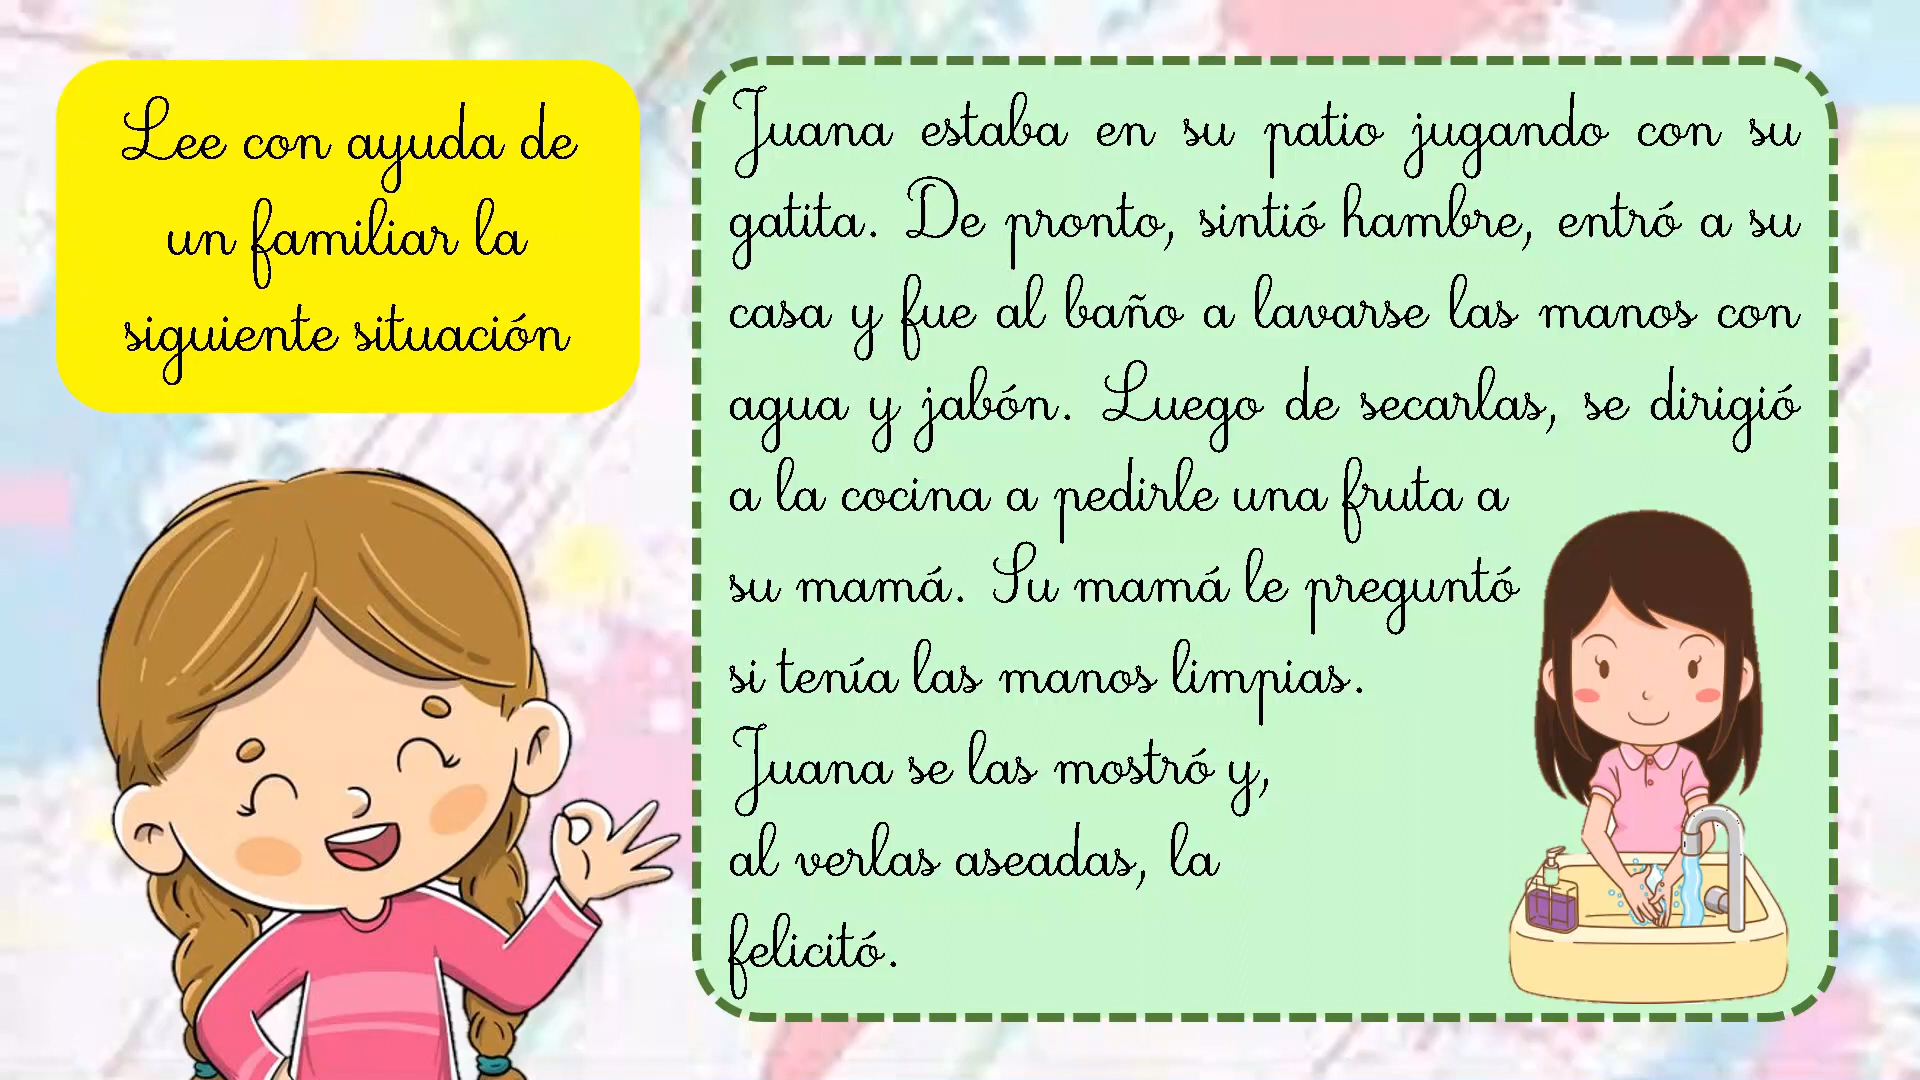 Lee con ayuda de
un familiar la
siguiente situación
Juana estaba en su patio jugando con su
gatita. De pronto, sintió hambre, entró a su
casa y fue al baño a lavarse las manos con
agua y jabón. Luego de secarlas, se dirigió
a la cocina a pedirle una fruta a
su mamá. Su mamá le preguntó
si tenía las manos limpias.
Juana se las mostró y,
al verlas aseadas, la
felicitó.